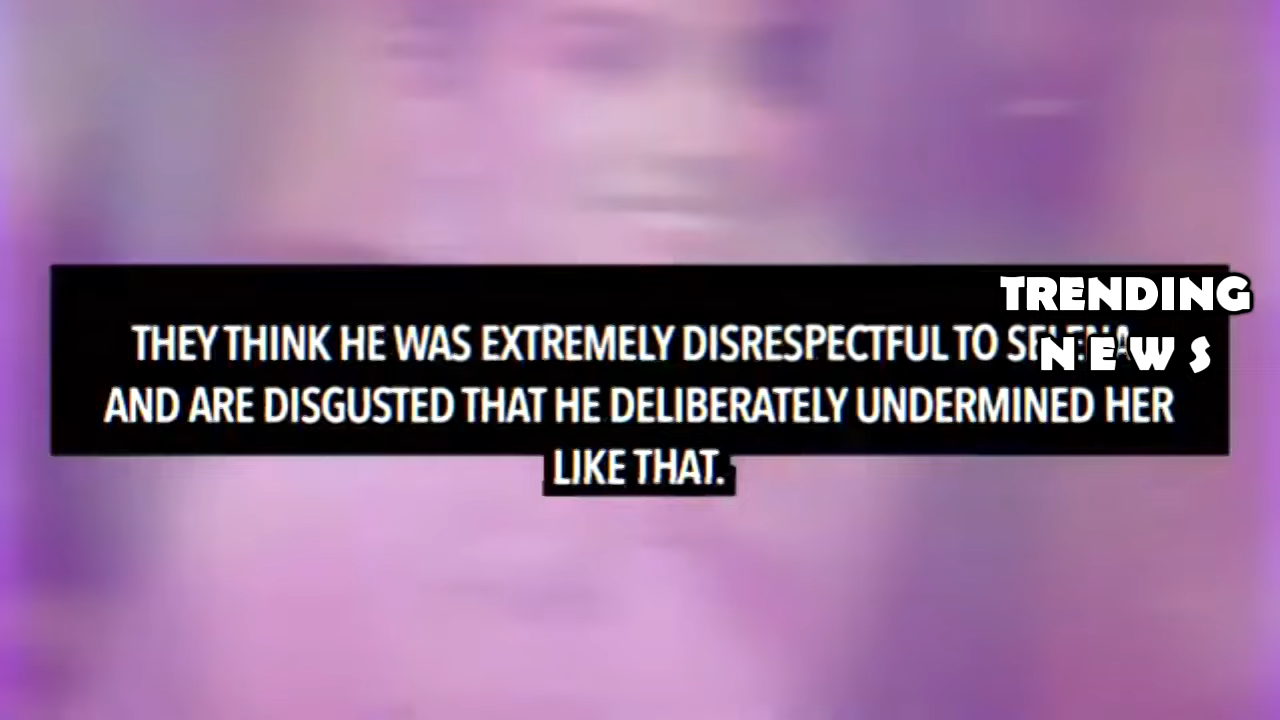 TRENDING
NEWS
THEY THINK HE WAS EXTREMELY DISRESPECTFUL TO
AND ARE DISGUSTED THAT HE DELIBERATELY UNDERMINED HER
LIKE THAT.